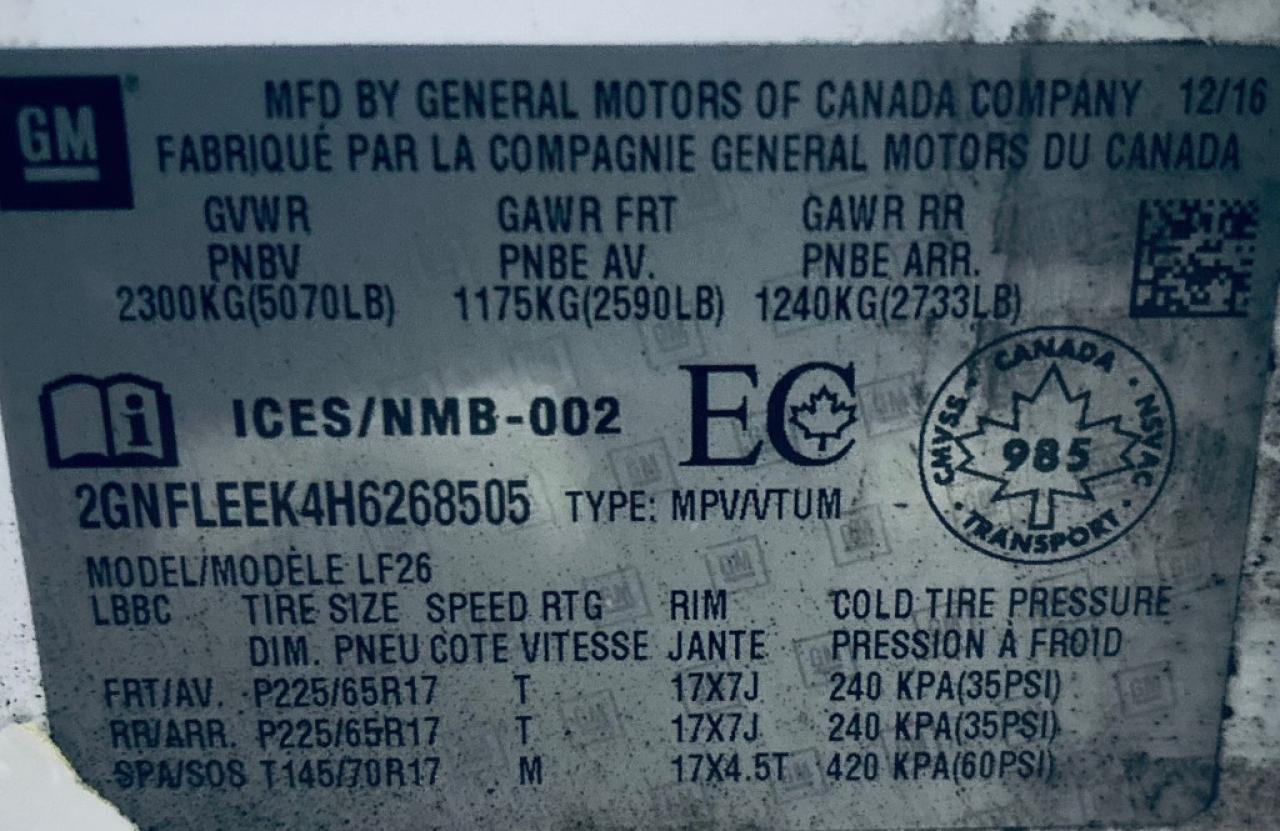 GM
MFD BY GENERAL MOTORS OF CANADA COMPANY 12/16
FABRIQUÉ PAR LA COMPAGNIE GENERAL MOTORS DU CANADA
GVWR GAWR FRT GAWR RR
PNBV PNBE AV. PNBE ARR.
2300KG(5070LB) 1175KG(2590LB) 1240KG(2733LB)
ICES/NMB-002 EC
CANADA · NSVAC · TRANSPORT · CMVSS ·
985
2GNFLEEK4H6268505 TYPE: MPV/VTUM
MODEL/MODÈLE LF26
LBBC TIRE SIZE SPEED RTG RIM COLD TIRE PRESSURE
DIM. PNEU COTE VITESSE JANTE PRESSION À FROID
FRT/AV. P225/65R17 T 17X7J 240 KPA(35PSI)
RR/ARR. P225/65R17 T 17X7J 240 KPA(35PSI)
SPA/SOS T145/70R17 M 17X4.5T 420 KPA(60PSI)